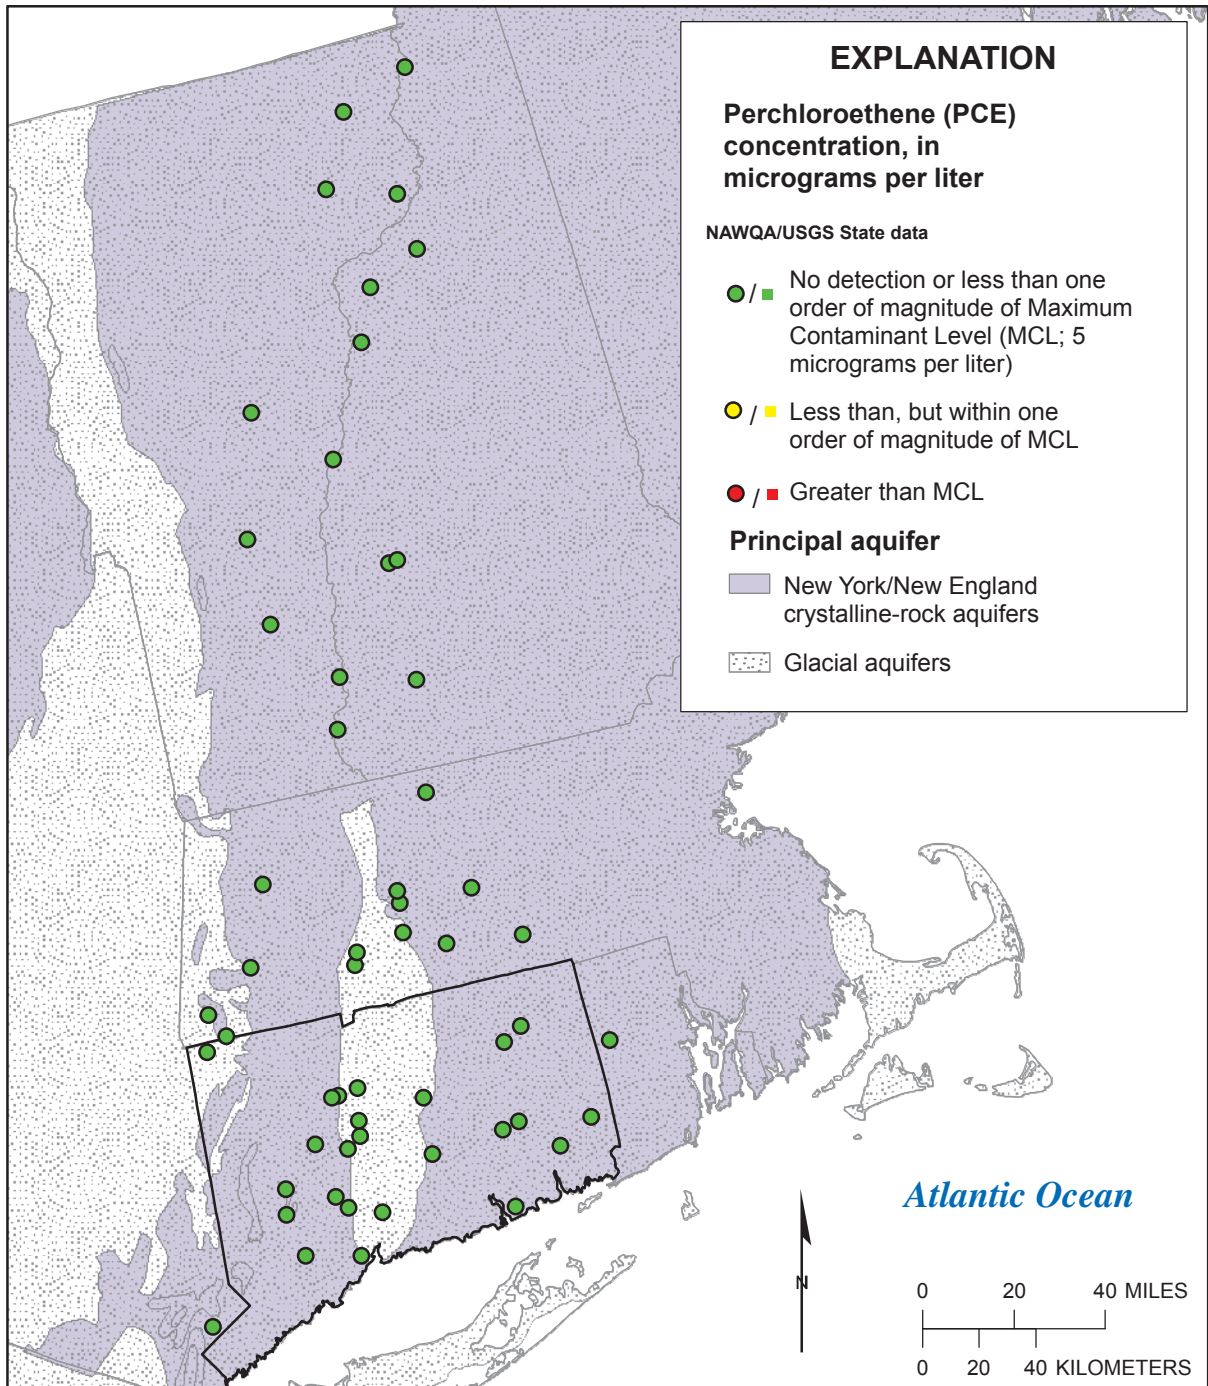 EXPLANATION
Perchloroethene (PCE)
concentration, in
micrograms per liter
NAWQA/USGS State data
/ No detection or less than one
order of magnitude of Maximum
Contaminant Level (MCL; 5
micrograms per liter)
/ Less than, but within one
order of magnitude of MCL
/ Greater than MCL
Principal aquifer
New York/New England
crystalline-rock aquifers
Glacial aquifers
Atlantic Ocean
N
0 20 40 MILES
0 20 40 KILOMETERS